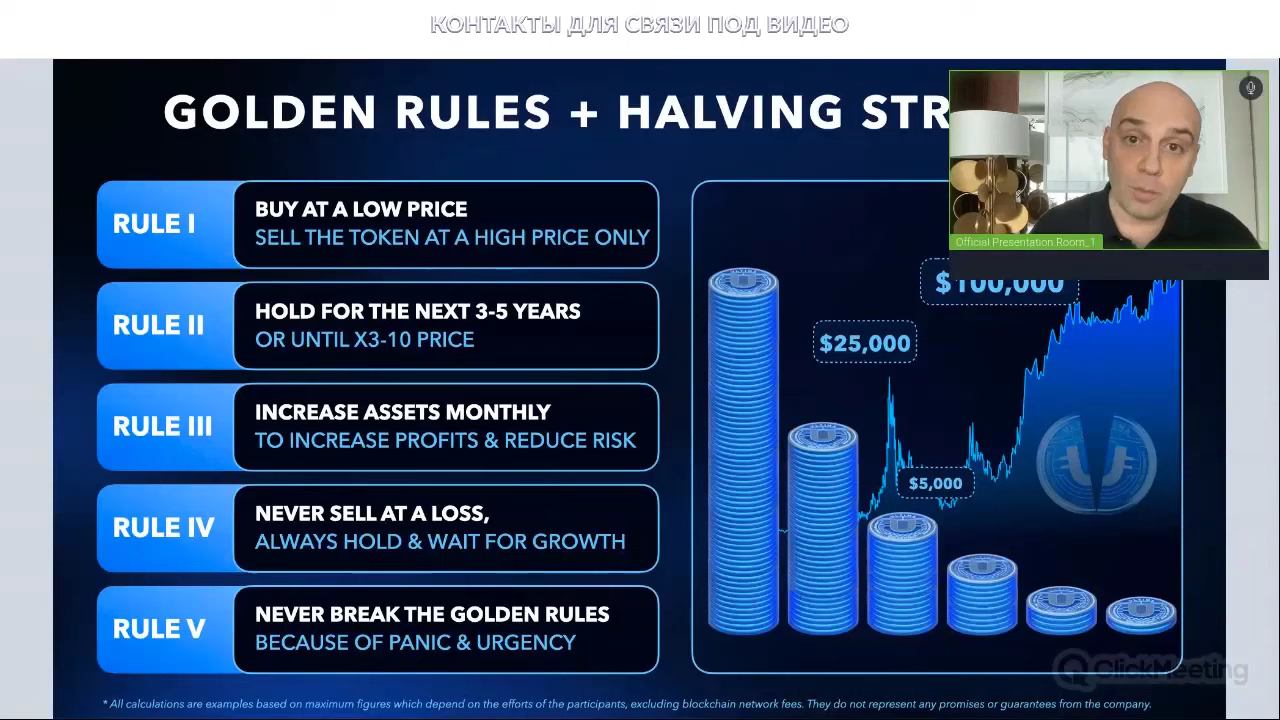 КОНТАКТЫ ДЛЯ СВЯЗИ ПОД ВИДЕО
GOLDEN RULES + HALVING STR
RULE I
BUY AT A LOW PRICE
SELL THE TOKEN AT A HIGH PRICE ONLY
RULE II
HOLD FOR THE NEXT 3-5 YEARS
OR UNTIL X3-10 PRICE
RULE III
INCREASE ASSETS MONTHLY
TO INCREASE PROFITS & REDUCE RISK
RULE IV
NEVER SELL AT A LOSS,
ALWAYS HOLD & WAIT FOR GROWTH
RULE V
NEVER BREAK THE GOLDEN RULES
BECAUSE OF PANIC & URGENCY
Official Presentation Room_1
$100,000
$25,000
$5,000
ClickMeeting
* All calculations are examples based on maximum figures which depend on the efforts of the participants, excluding blockchain network fees. They do not represent any promises or guarantees from the company.